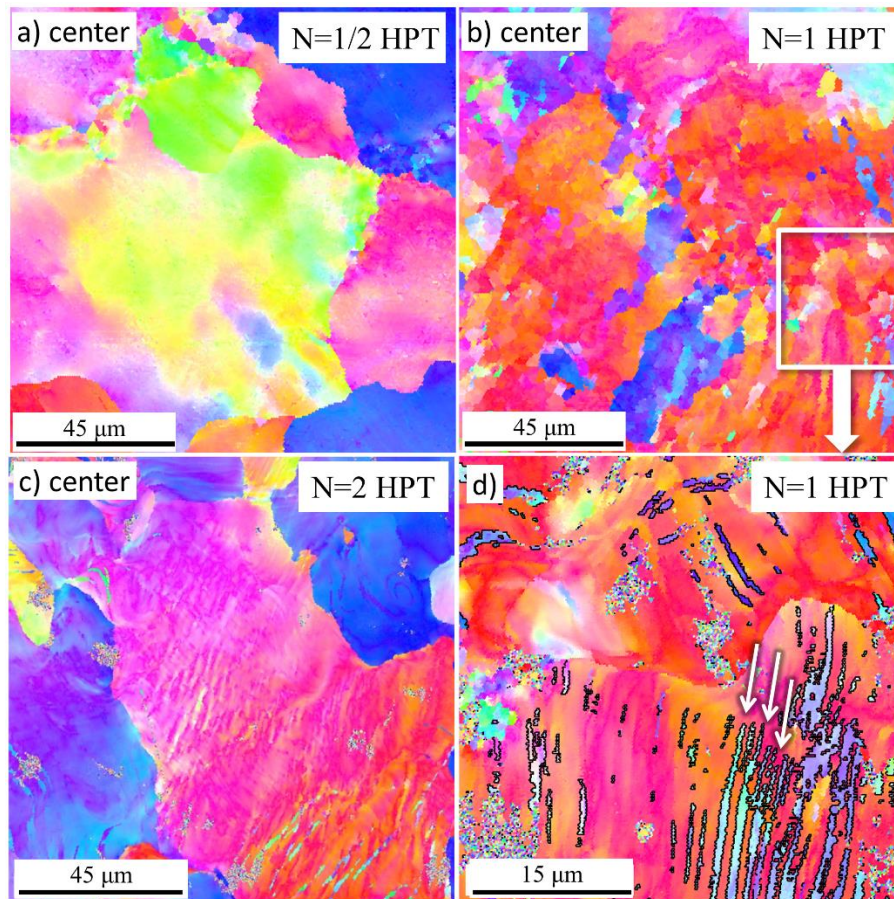 a) center
N=1/2 HPT
45 μm
b) center
N=1 HPT
45 μm
c) center
N=2 HPT
45 μm
d)
N=1 HPT
15 μm